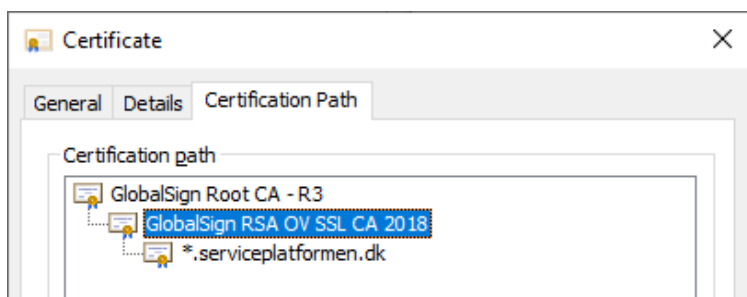 Certificate
General Details Certification Path
Certification path
GlobalSign Root CA - R3
GlobalSign RSA OV SSL CA 2018
*.serviceplatformen.dk